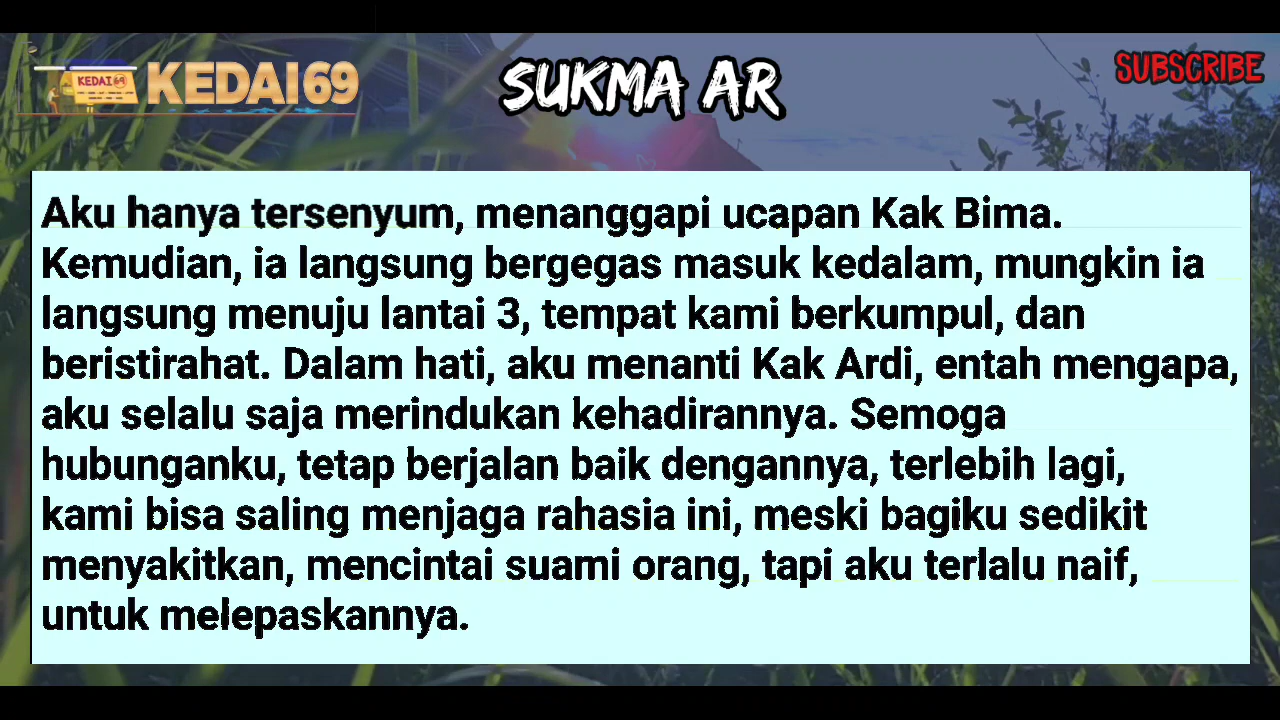 KEDAI 69
KEDAI69
SUKMA AR
SUBSCRIBE
Aku hanya tersenyum, menanggapi ucapan Kak Bima.
Kemudian, ia langsung bergegas masuk kedalam, mungkin ia
langsung menuju lantai 3, tempat kami berkumpul, dan
beristirahat. Dalam hati, aku menanti Kak Ardi, entah mengapa,
aku selalu saja merindukan kehadirannya. Semoga
hubunganku, tetap berjalan baik dengannya, terlebih lagi,
kami bisa saling menjaga rahasia ini, meski bagiku sedikit
menyakitkan, mencintai suami orang, tapi aku terlalu naif,
untuk melepaskannya.